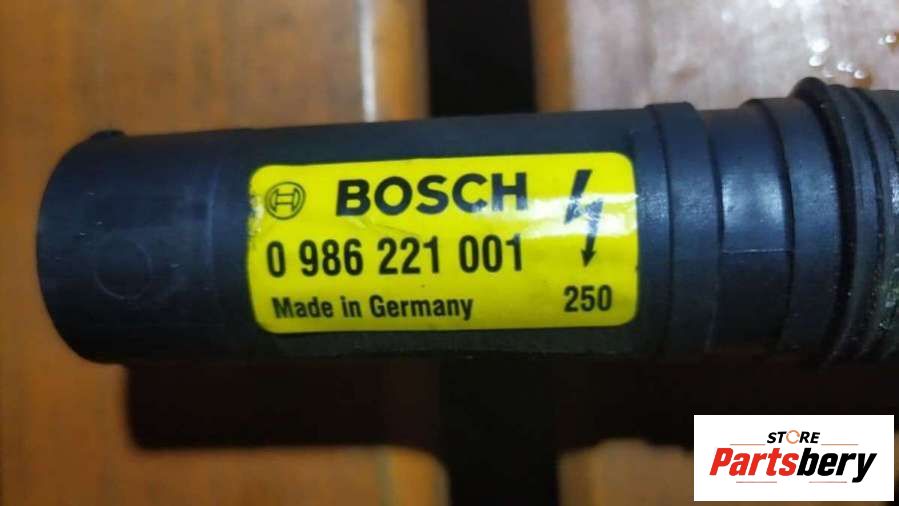 BOSCH
0 986 221 001
Made in Germany
250
STORE
Partsbery